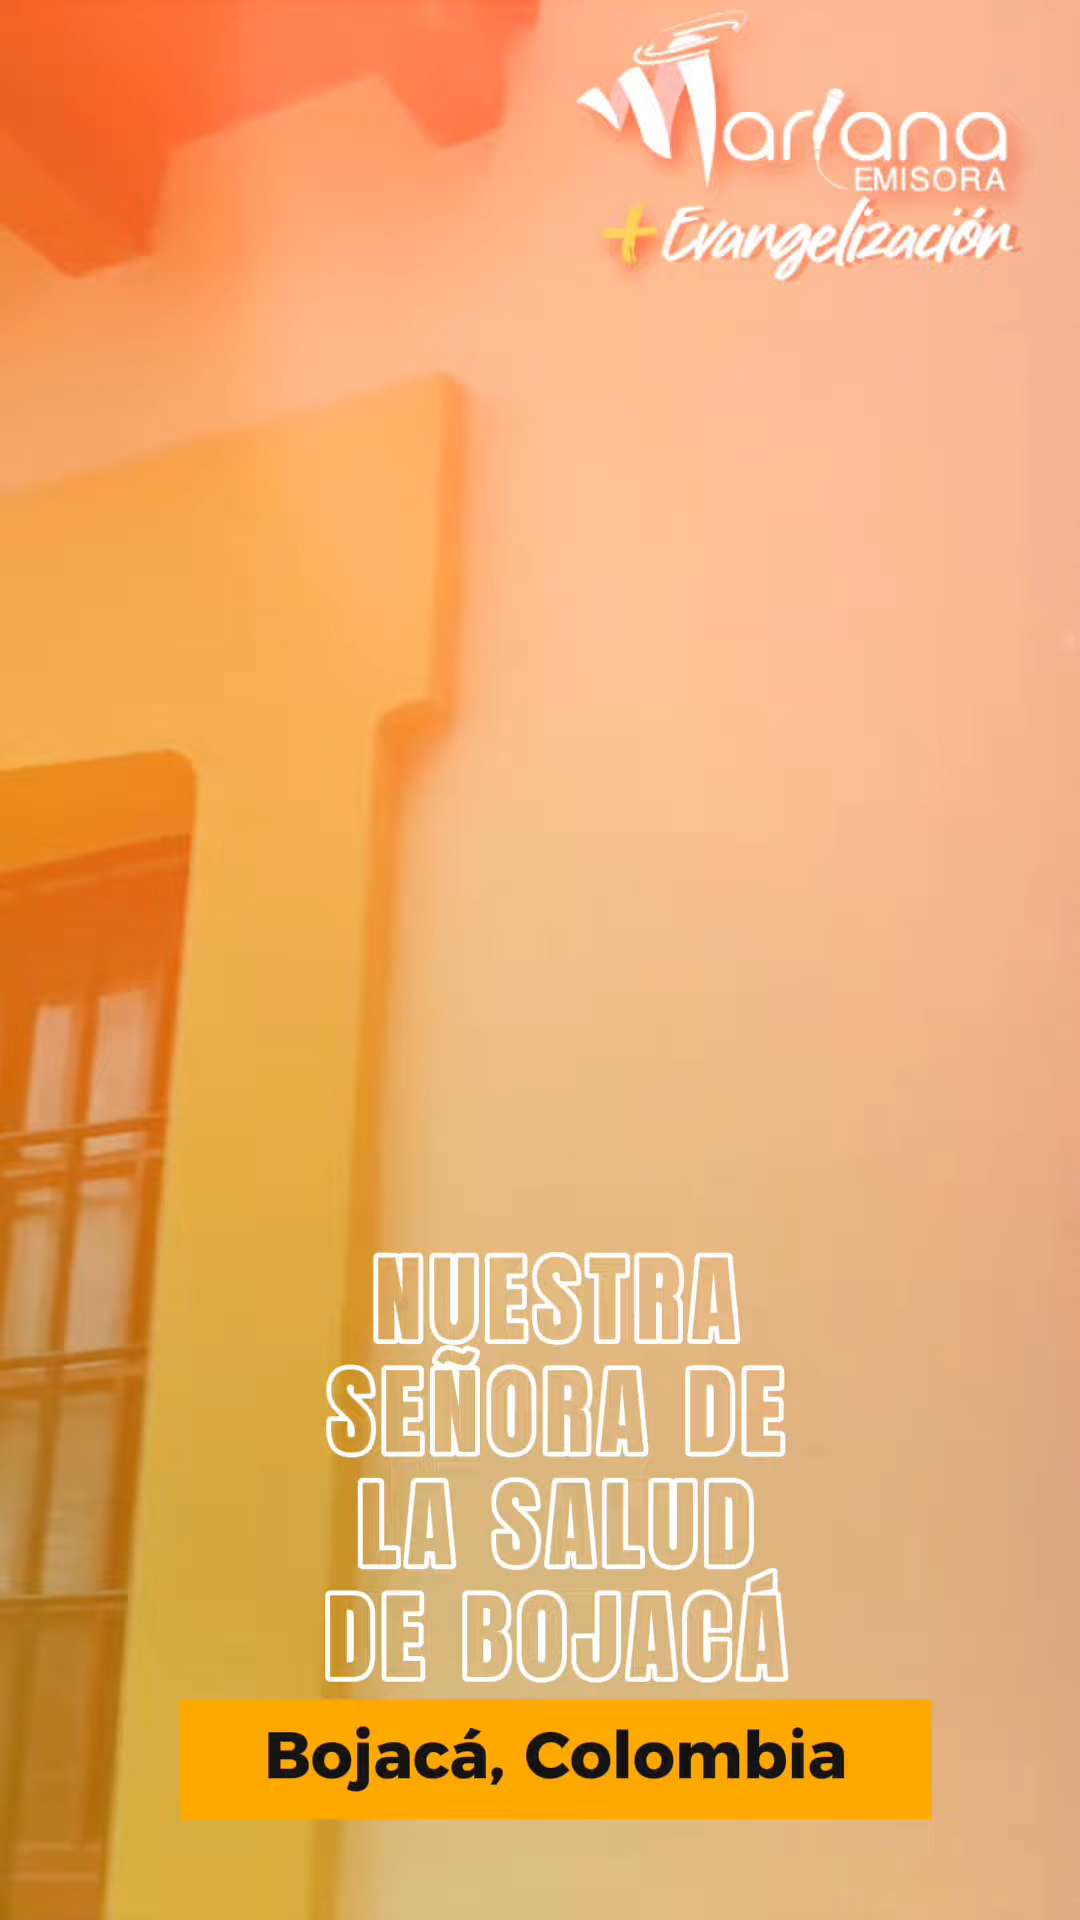 Mariana
EMISORA
+Evangelización
NUESTRA
SEÑORA DE
LA SALUD
DE BOJACÁ
Bojacá, Colombia